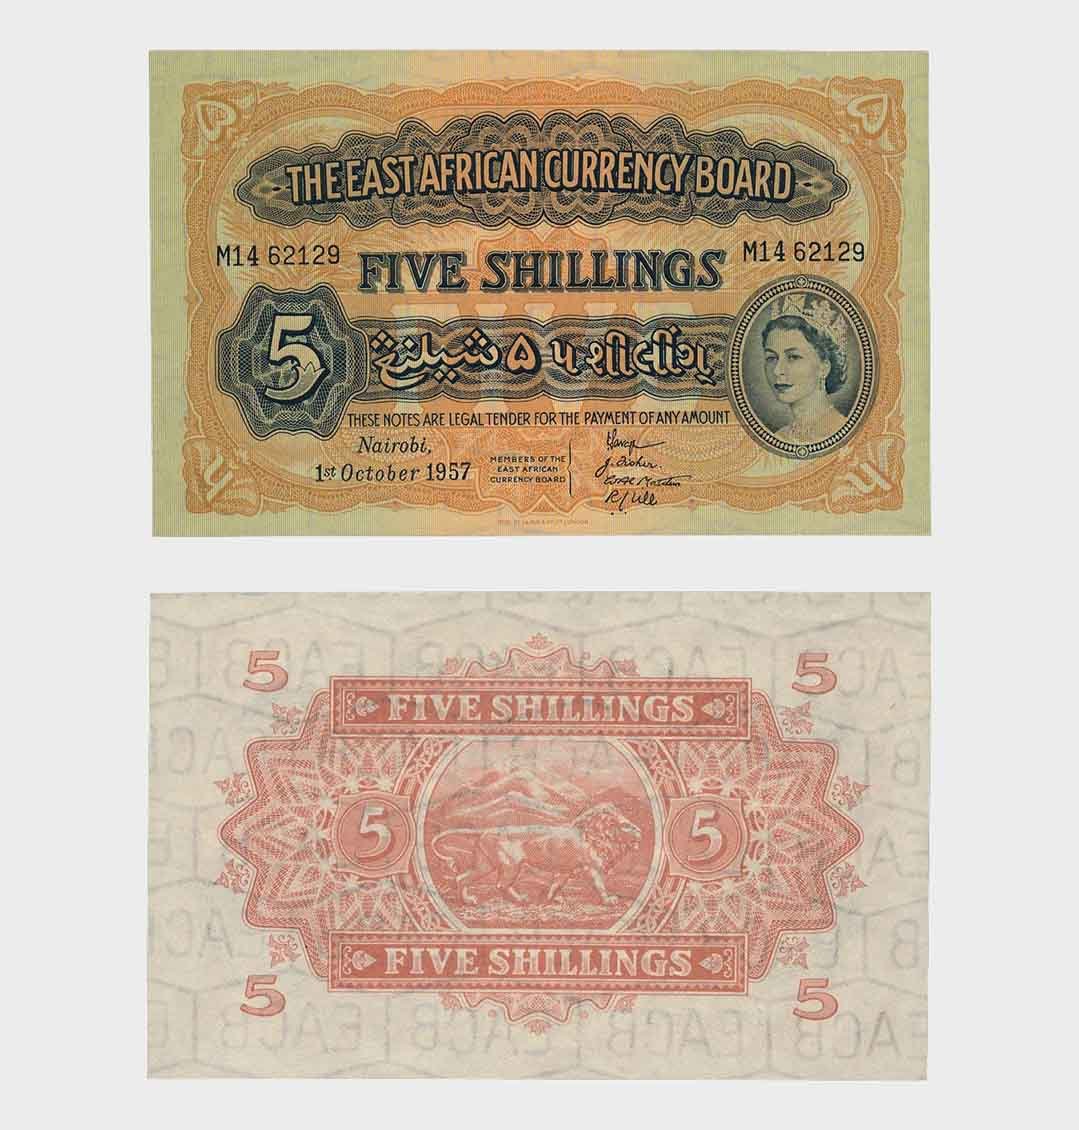 THE EAST AFRICAN CURRENCY BOARD
M14 62129
M14 62129
FIVE SHILLINGS
5
شيلنغ ۵ ૫ શીલીંગ
THESE NOTES ARE LEGAL TENDER FOR THE PAYMENT OF ANY AMOUNT
Nairobi,
1st October 1957
MEMBERS OF THE
EAST AFRICAN
CURRENCY BOARD
5
5
FIVE SHILLINGS
5
5
FIVE SHILLINGS
5
5